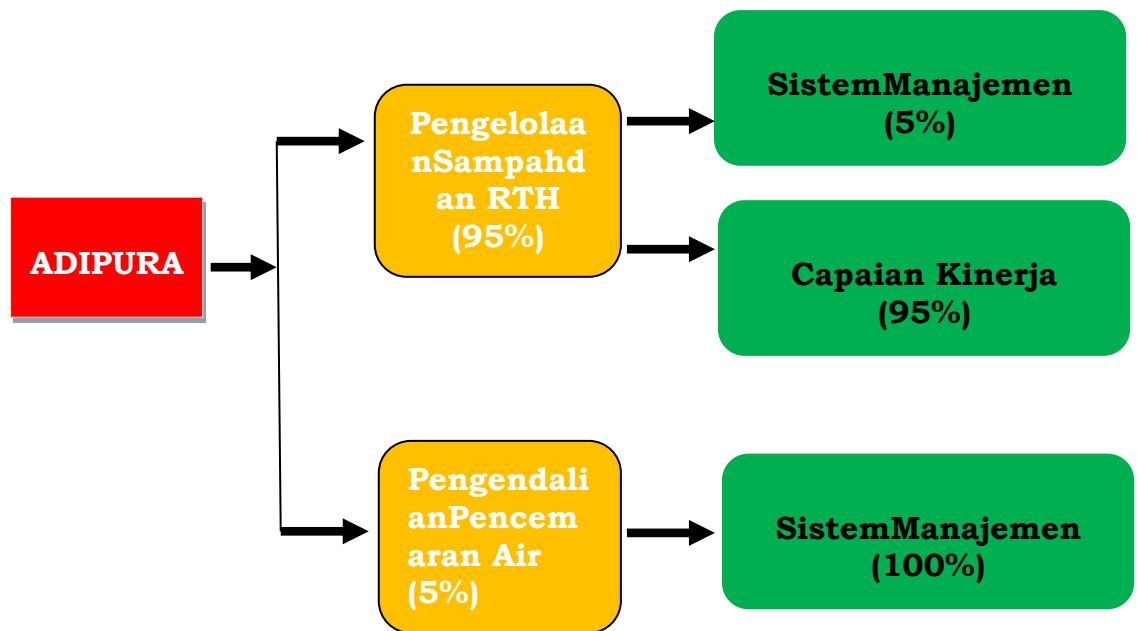 ADIPURA
Pengelolaa
nSampahd
an RTH
(95%)
SistemManajemen
(5%)
Capaian Kinerja
(95%)
Pengendali
anPencem
aran Air
(5%)
SistemManajemen
(100%)